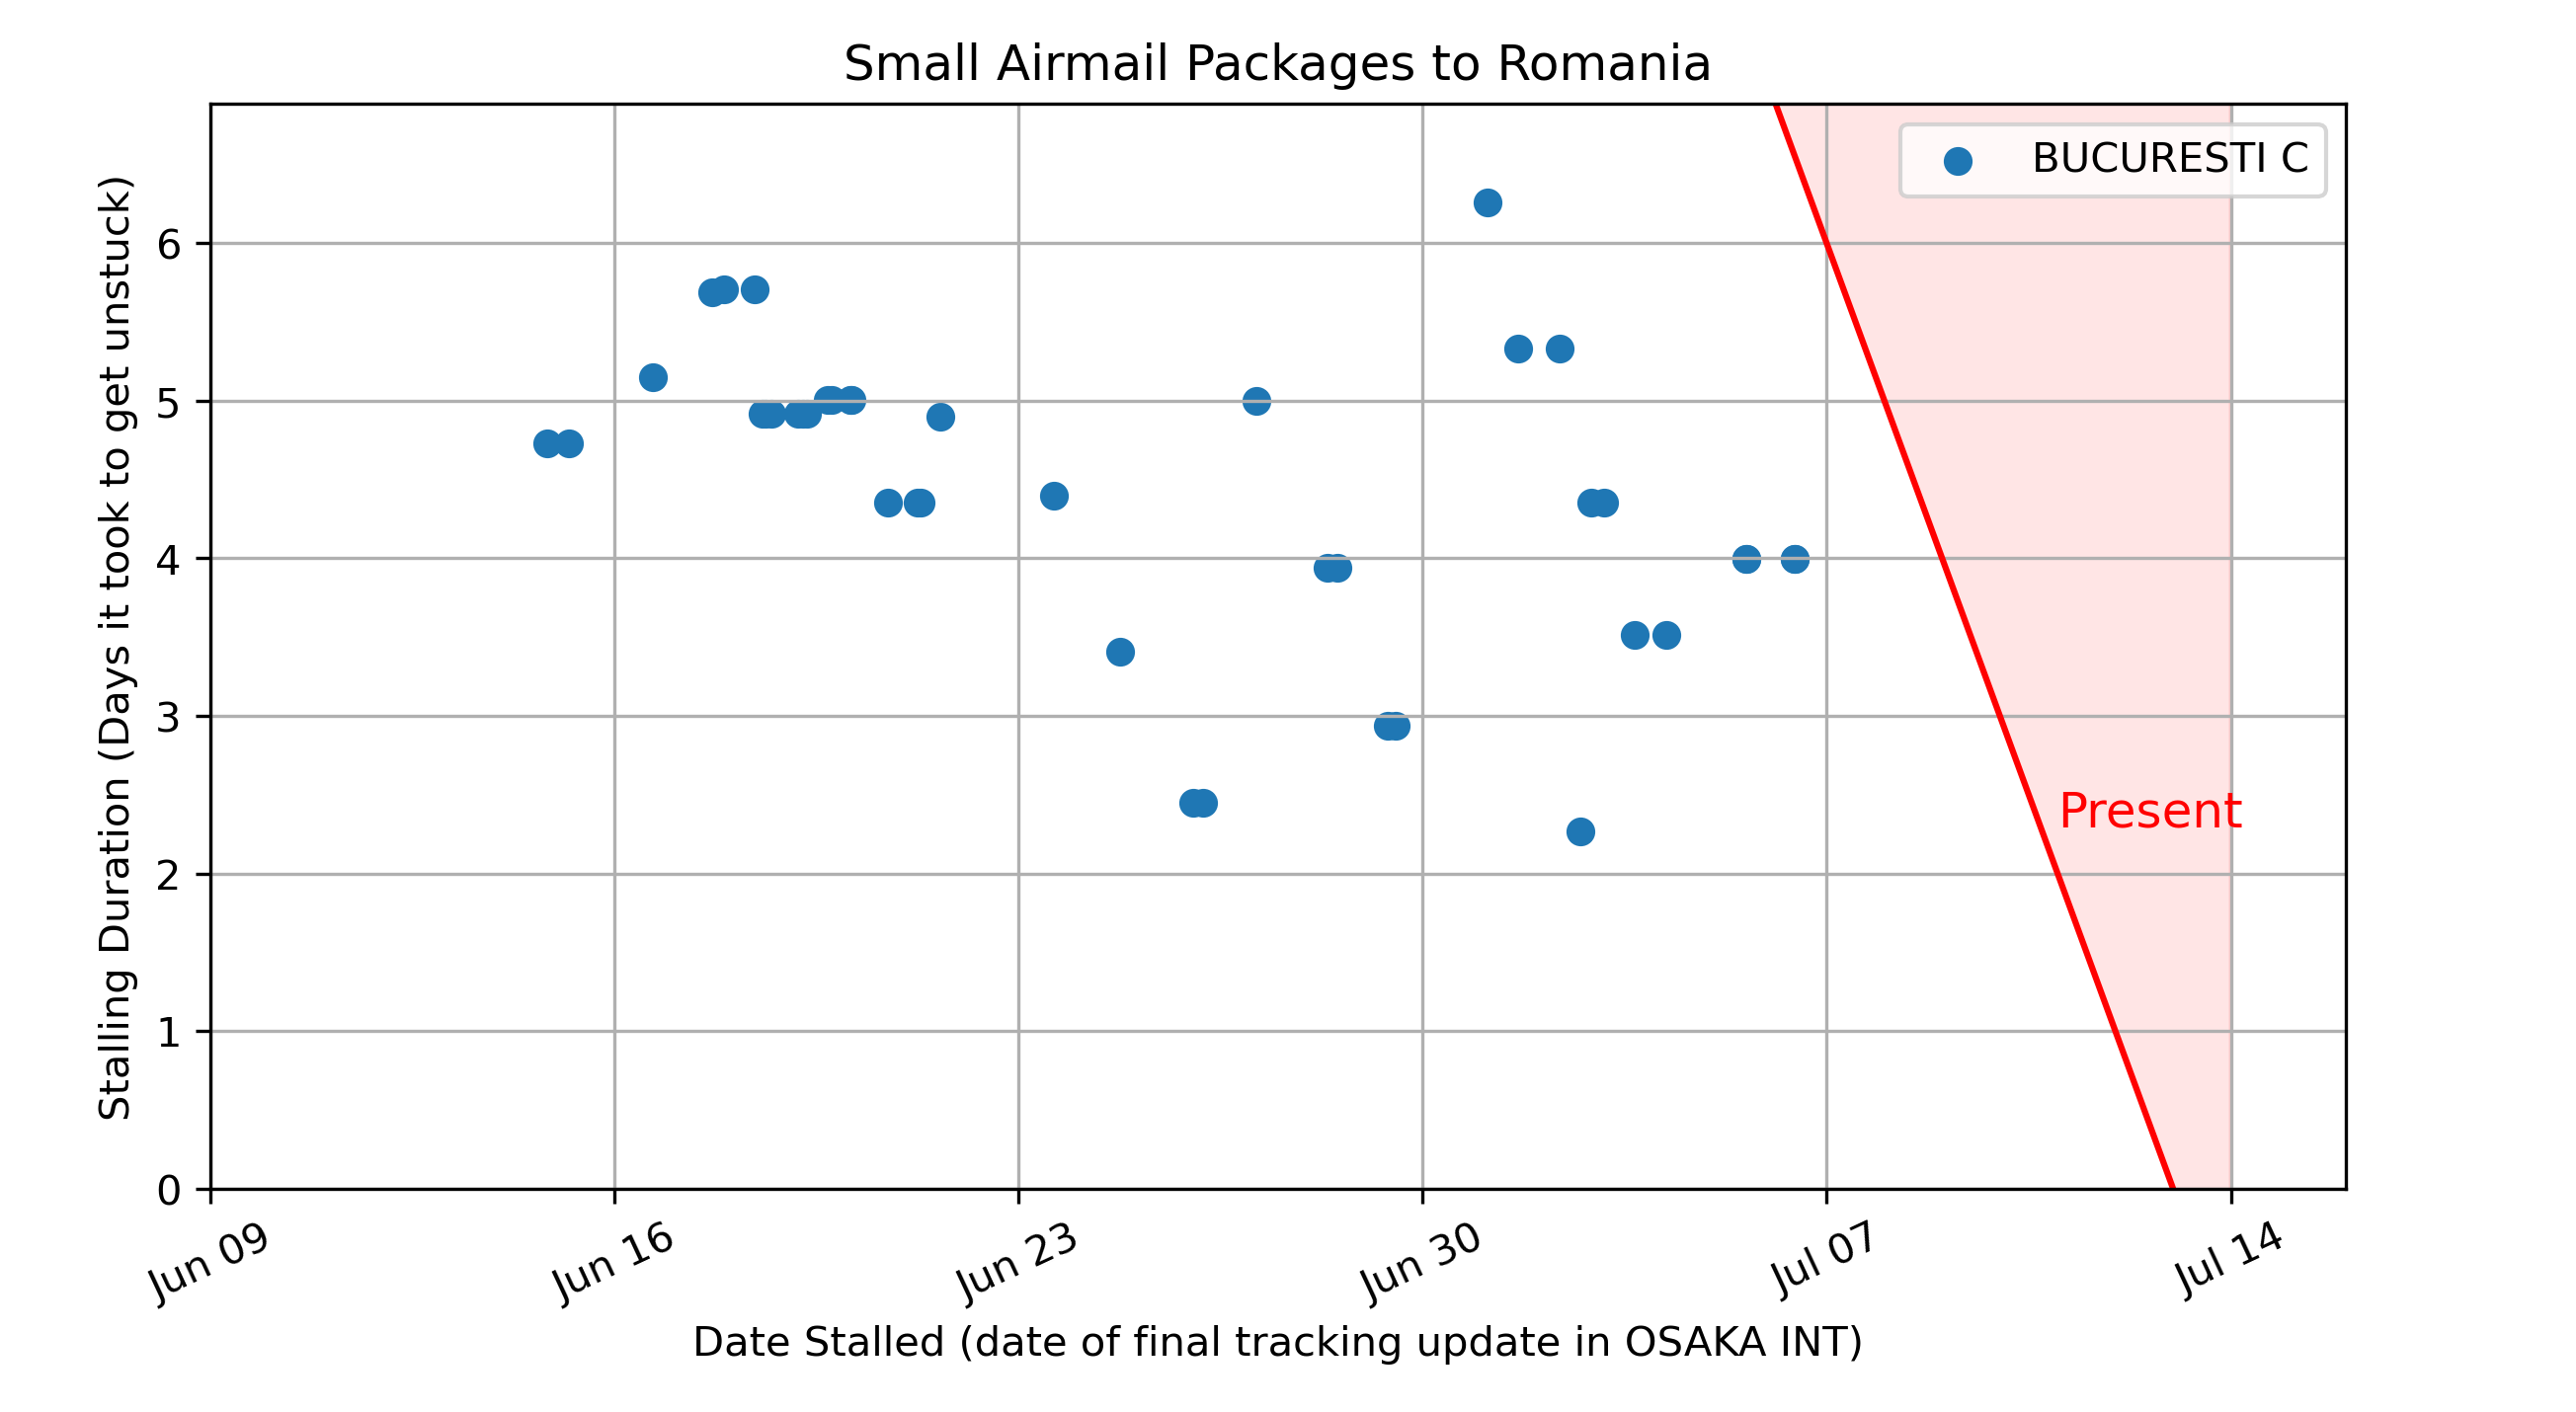 Small Airmail Packages to Romania
BUCURESTI C
Stalling Duration (Days it took to get unstuck)
6
5
4
3
2
1
0
Present
Jun 09
Jun 16
Jun 23
Jun 30
Jul 07
Jul 14
Date Stalled (date of final tracking update in OSAKA INT)